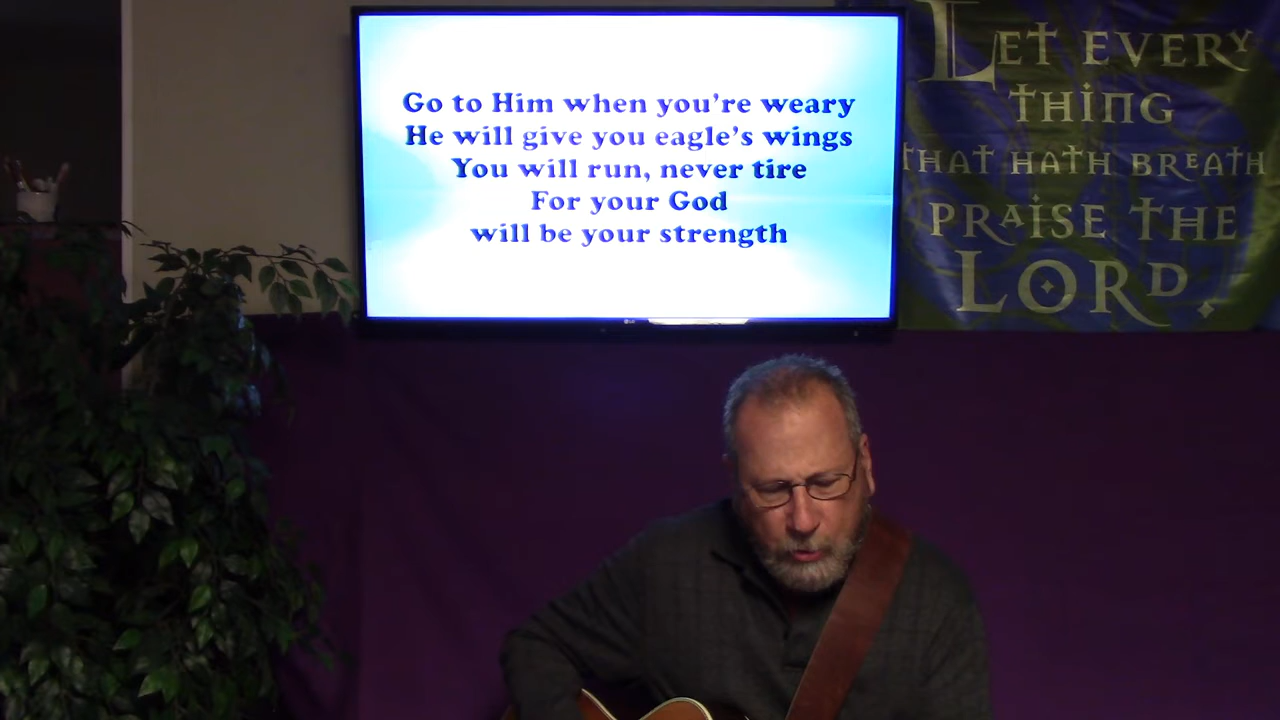 Go to Him when you're weary
He will give you eagle's wings
You will run, never tire
For your God
will be your strength
LET EVERY
THING
THAT HATH BREATH
PRAISE THE
LORD.